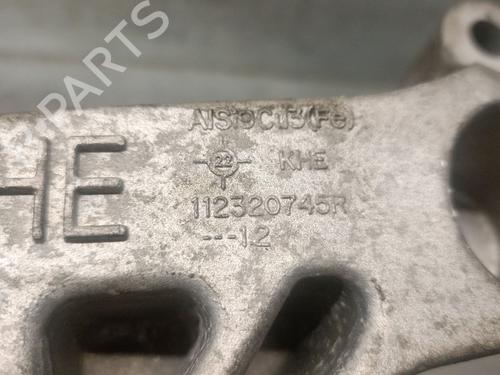 AlSi9Cu3(Fe)
22 KHE
112320745R
---12
HE
B-PARTS